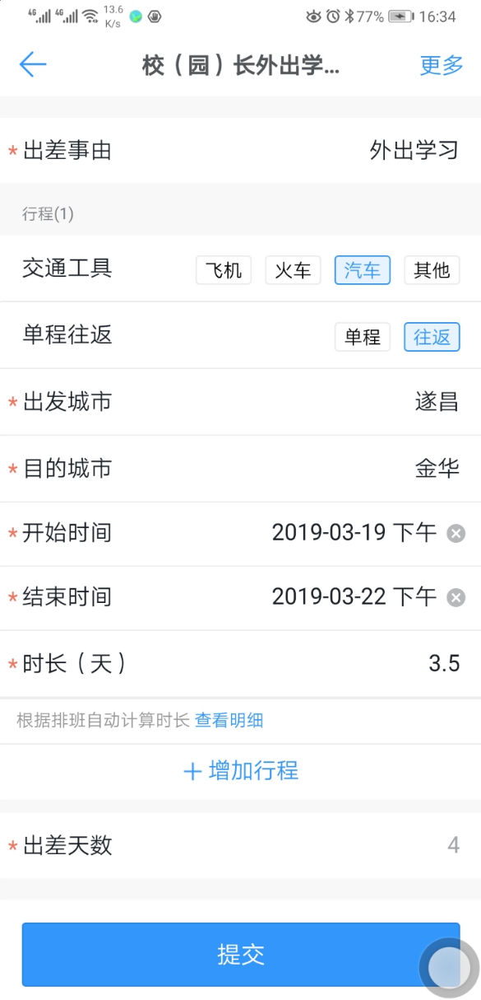 4G 4G 13.6 K/s 77% 16:34
校（园）长外出学... 更多
* 出差事由 外出学习
行程(1)
交通工具 飞机 火车 汽车 其他
单程往返 单程 往返
* 出发城市 遂昌
* 目的城市 金华
* 开始时间 2019-03-19 下午
* 结束时间 2019-03-22 下午
* 时长（天） 3.5
根据排班自动计算时长 查看明细
+ 增加行程
* 出差天数 4
提交